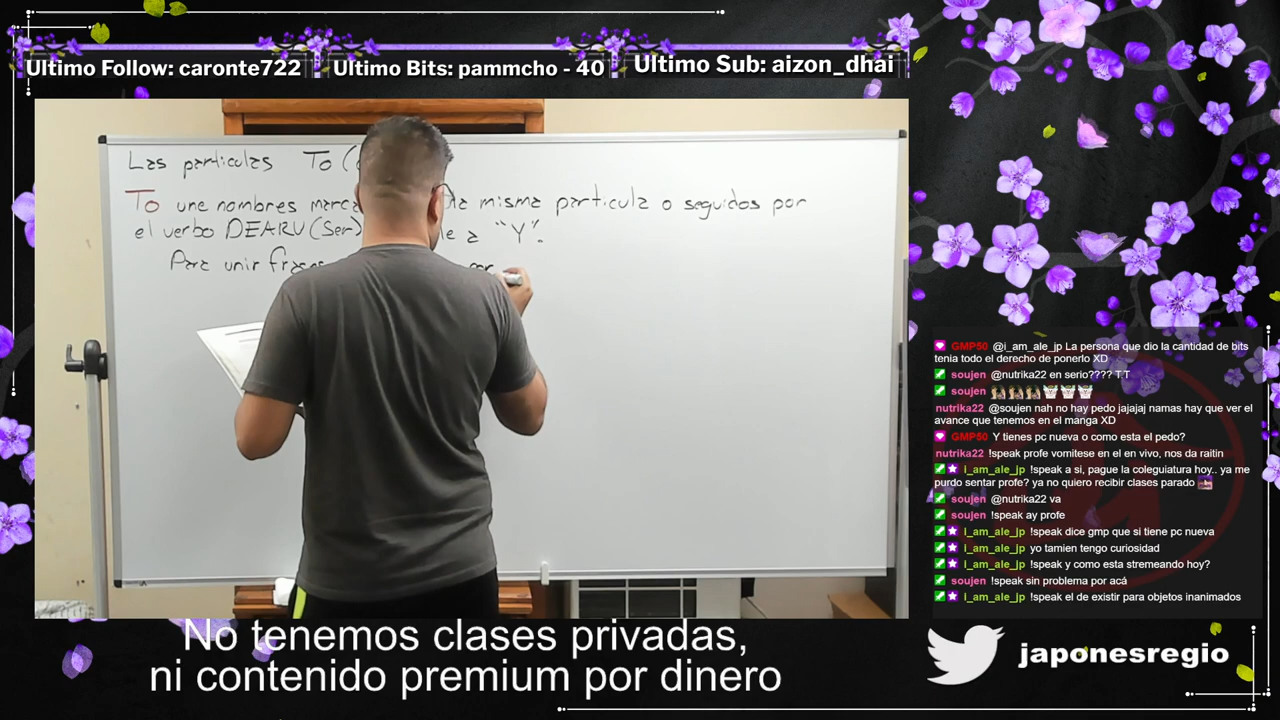 Ultimo Follow: caronte722
Ultimo Bits: pammcho - 40
Ultimo Sub: aizon_dhai
Las particulas To (
To une nombres misma particula o seguidos por
el verbo DEARU (Ser) a "Y".
Para unir
GMP50 @i_am_ale_jp La persona que dio la cantidad de bits
tenia todo el derecho de ponerlo XD
soujen @nutrika22 en serio???? T.T
soujen
nutrika22 @soujen nah no hay pedo jajajaj namas hay que ver el
avance que tenemos en el manga XD
GMP50 Y tienes pc nueva o como esta el pedo?
nutrika22 !speak profe vomitese en el en vivo, nos da raitin
i_am_ale_jp !speak a si, pague la coleguiatura hoy.. ya me
purdo sentar profe? ya no quiero recibir clases parado
soujen @nutrika22 va
soujen !speak ay profe
i_am_ale_jp !speak dice gmp que si tiene pc nueva
i_am_ale_jp yo tamien tengo curiosidad
i_am_ale_jp !speak y como esta stremeando hoy?
soujen !speak sin problema por acá
i_am_ale_jp !speak el de existir para objetos inanimados
No tenemos clases privadas,
ni contenido premium por dinero
japonesregio